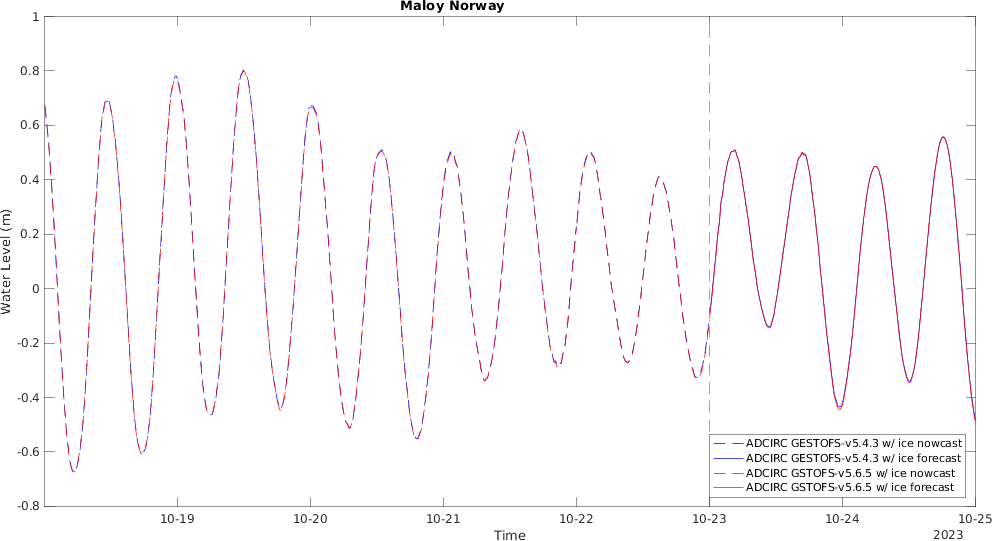 Maloy Norway
1
0.8
0.6
0.4
0.2
0
-0.2
-0.4
-0.6
-0.8
Water Level (m)
ADCIRC GESTOFS-v5.4.3 w/ ice nowcast
ADCIRC GESTOFS-v5.4.3 w/ ice forecast
ADCIRC GSTOFS-v5.6.5 w/ ice nowcast
ADCIRC GSTOFS-v5.6.5 w/ ice forecast
10-19 10-20 10-21 10-22 10-23 10-24 10-25
Time
2023